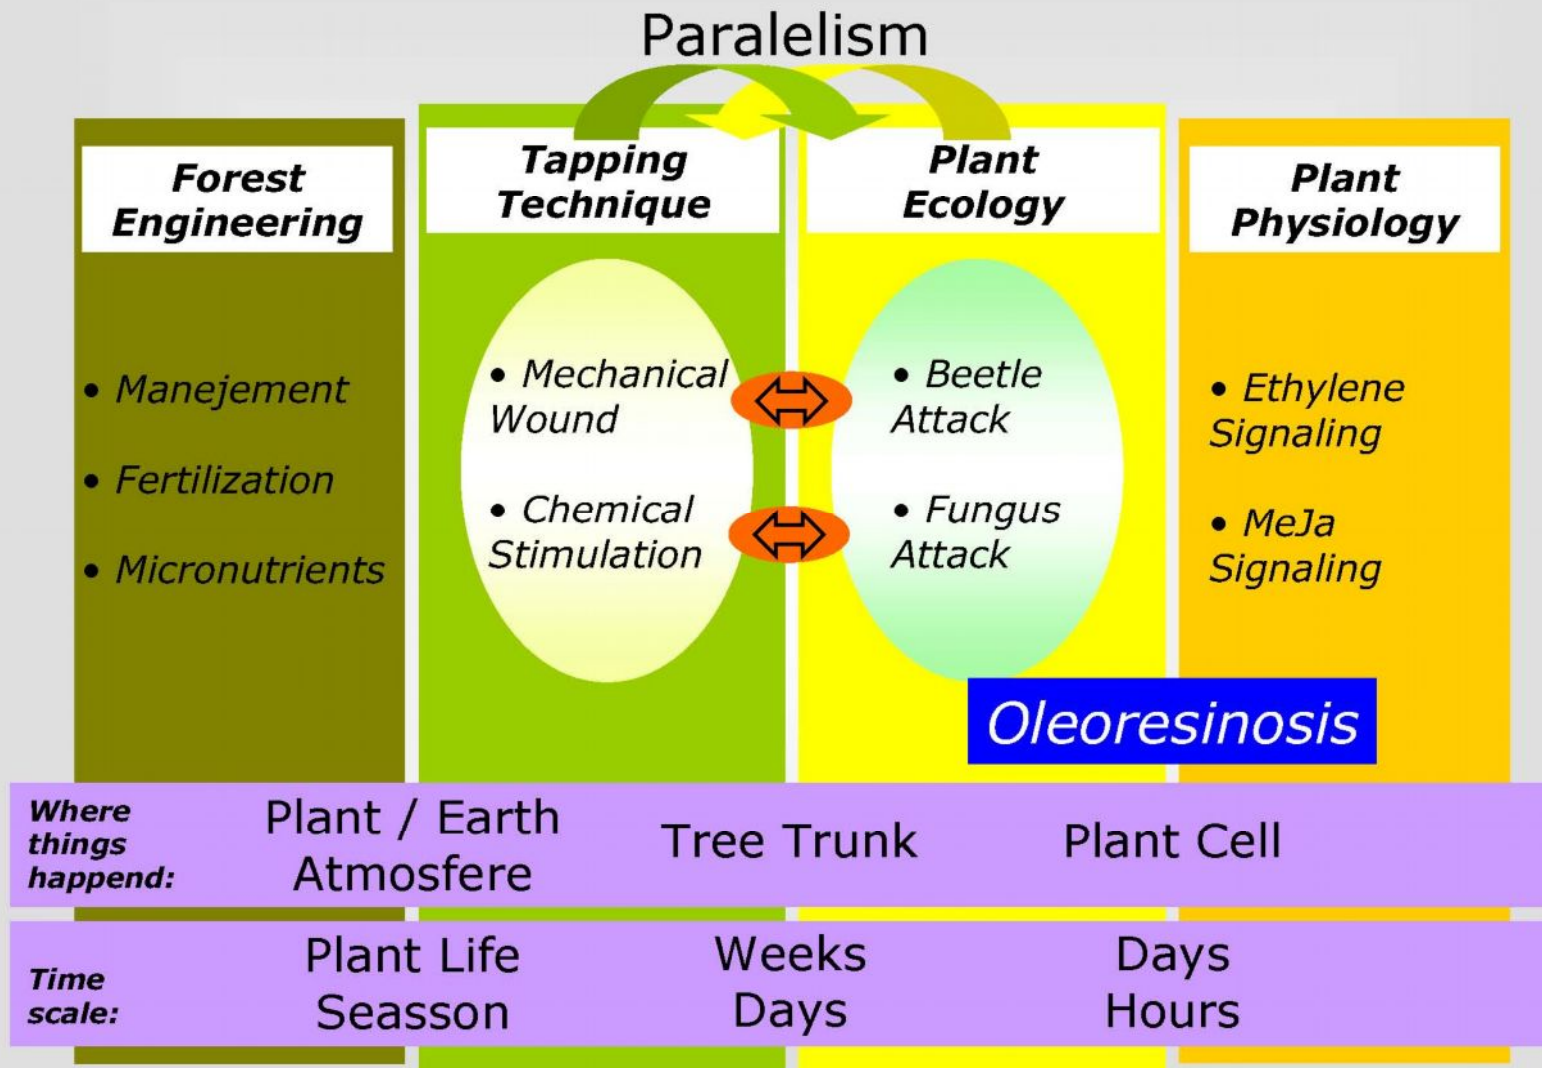 Paralelism
Forest
Engineering
• Manejement
• Fertilization
• Micronutrients
Tapping
Technique
• Mechanical
Wound
• Chemical
Stimulation
Plant
Ecology
• Beetle
Attack
• Fungus
Attack
Plant
Physiology
• Ethylene
Signaling
• MeJa
Signaling
Oleoresinosis
Where
things
happend:
Plant / Earth
Atmosfere
Tree Trunk
Plant Cell
Time
scale:
Plant Life
Seasson
Weeks
Days
Days
Hours